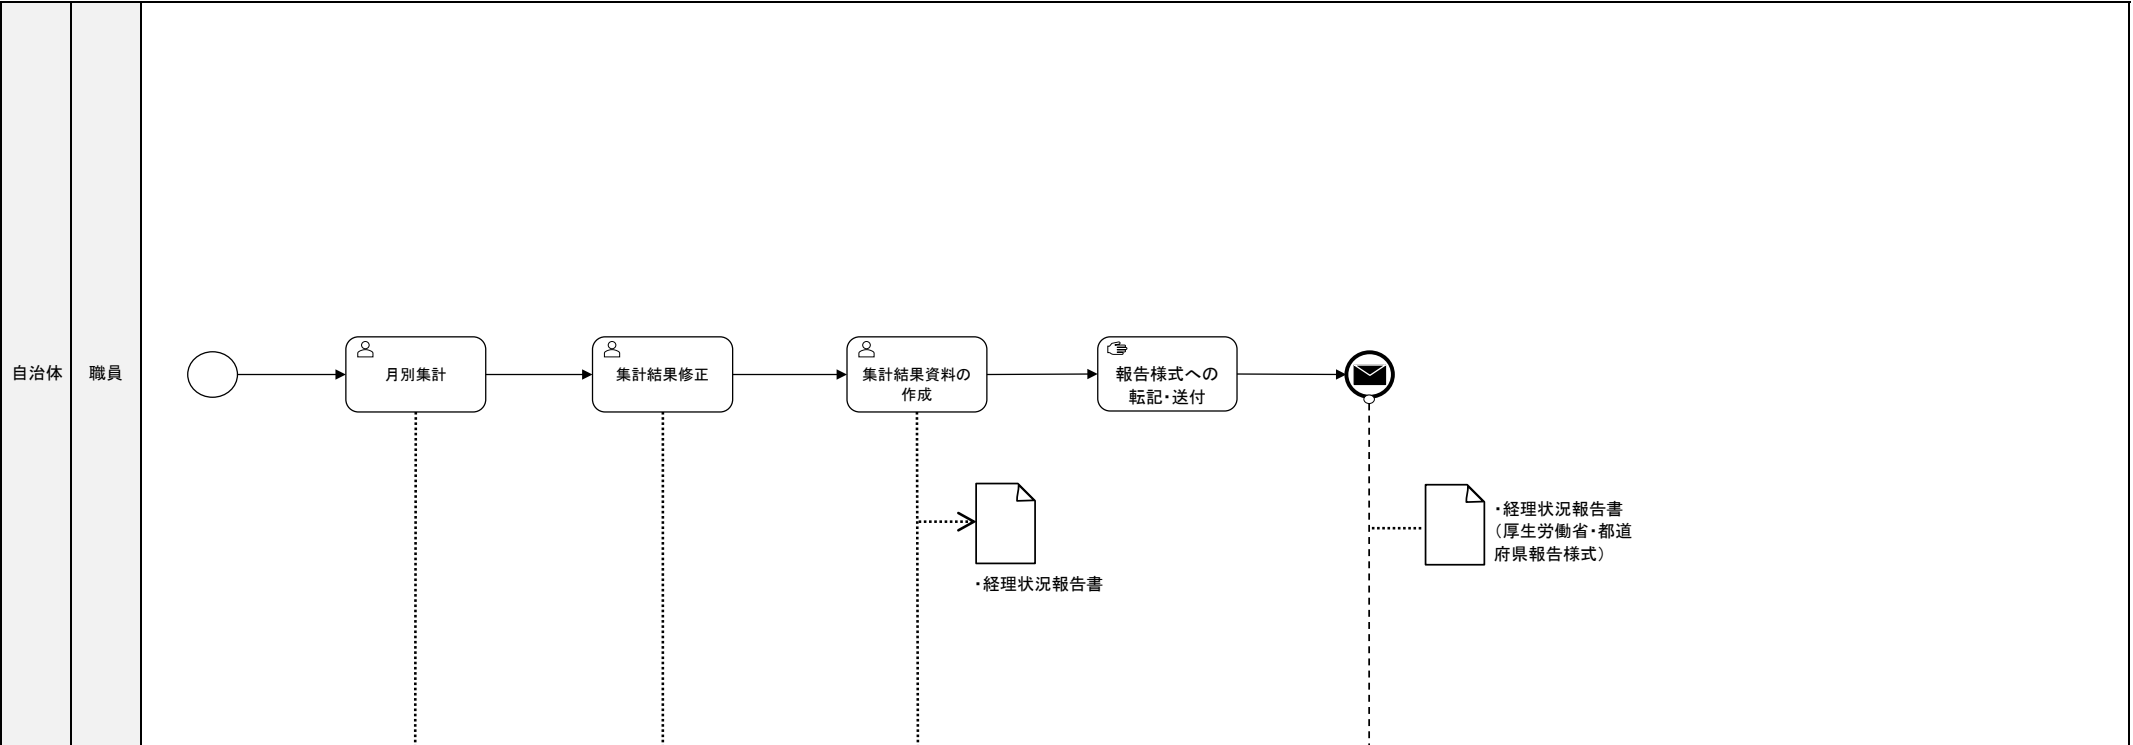 自治体
職員
月別集計
集計結果修正
集計結果資料の
作成
報告様式への
転記・送付
・経理状況報告書
・経理状況報告書
（厚生労働省・都道
府県報告様式）